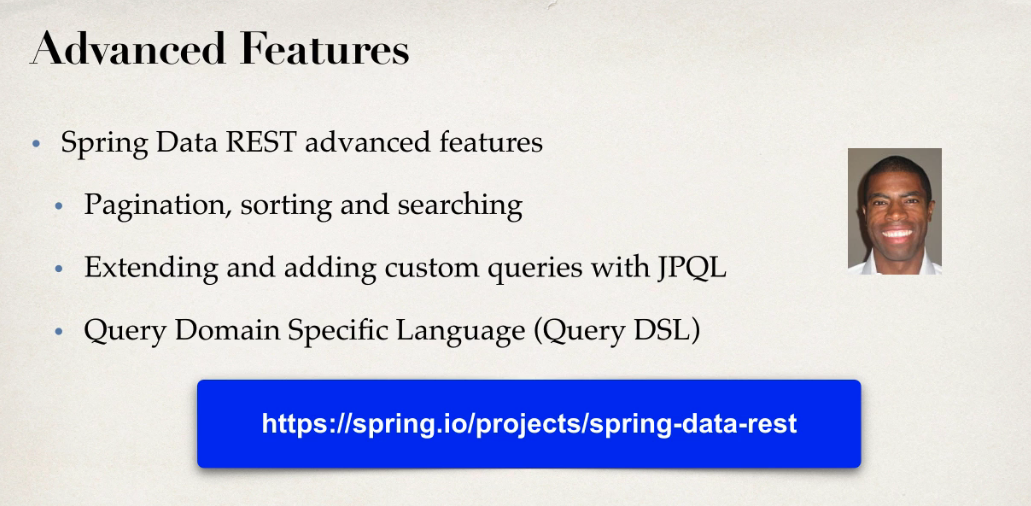 Advanced Features
• Spring Data REST advanced features
• Pagination, sorting and searching
• Extending and adding custom queries with JPQL
• Query Domain Specific Language (Query DSL)
https://spring.io/projects/spring-data-rest